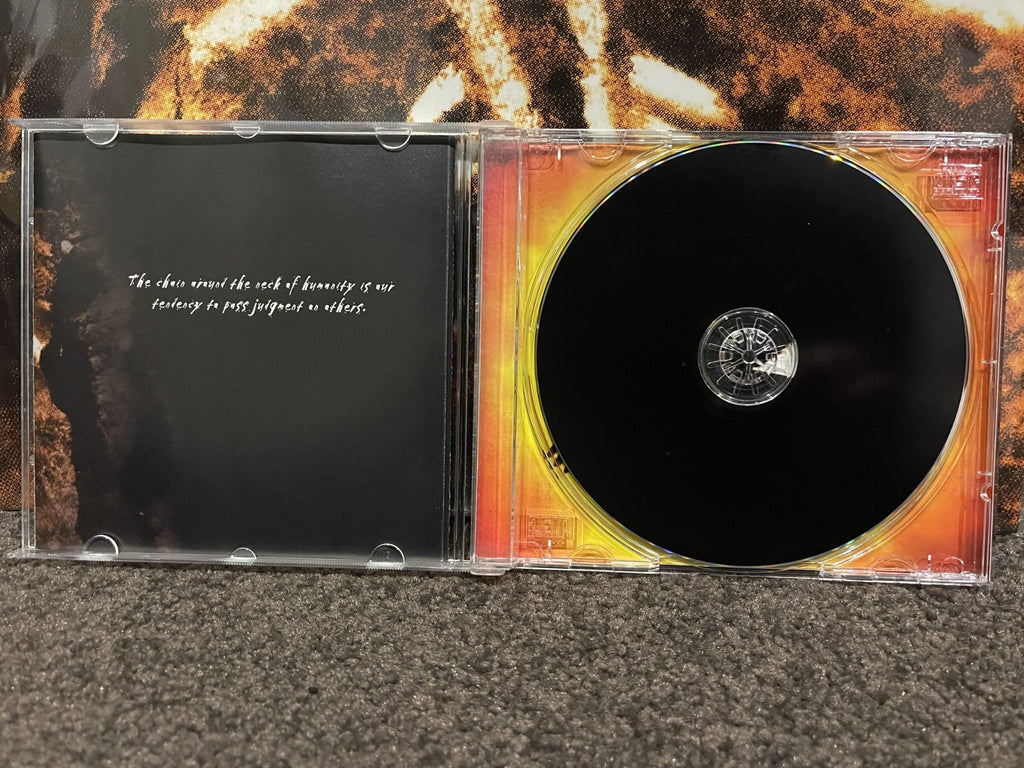 The chain around the neck of humanity is our
tendency to pass judgment on others.